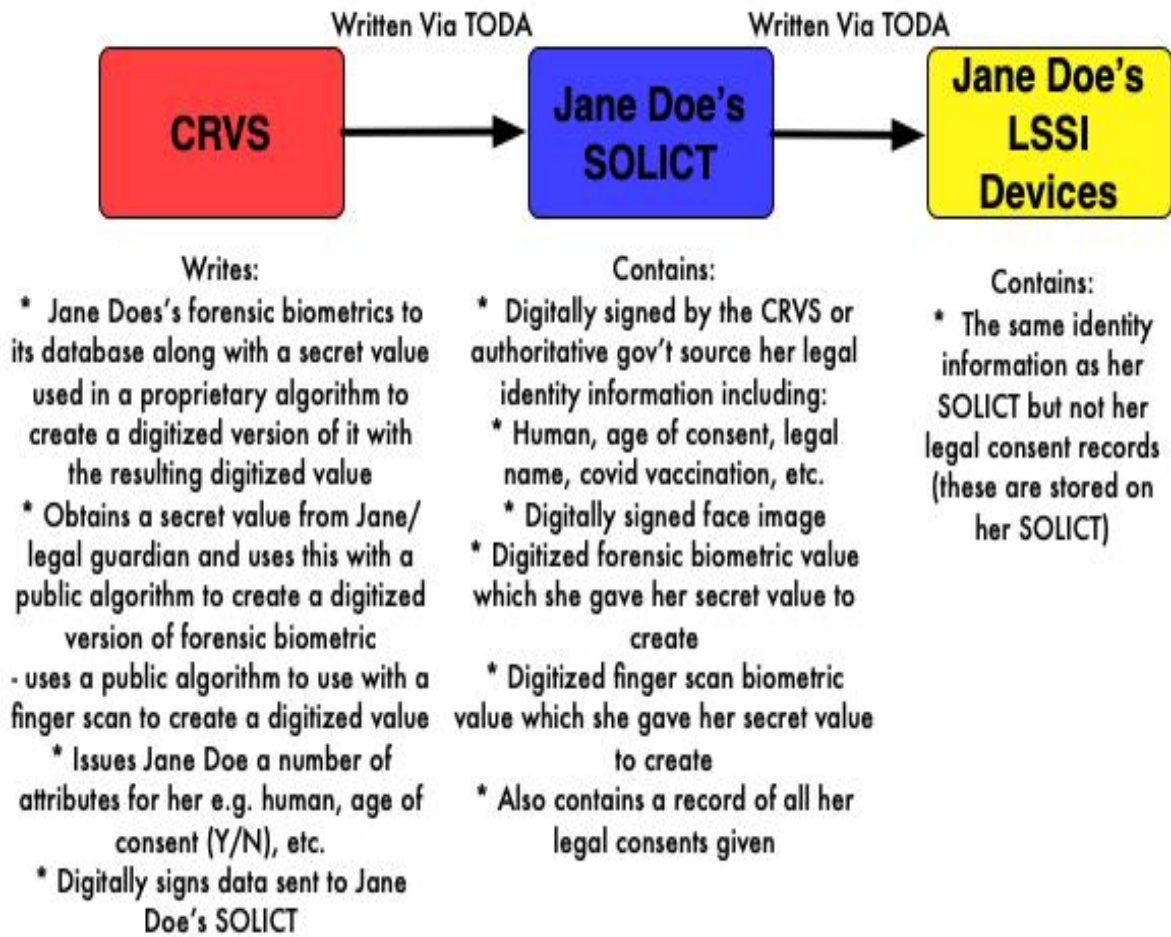 Written Via TODA
Written Via TODA
CRVS
Jane Doe's
SOLICT
Jane Doe's
LSSI
Devices
Writes:
* Jane Does's forensic biometrics to
its database along with a secret value
used in a proprietary algorithm to
create a digitized version of it with
the resulting digitized value
* Obtains a secret value from Jane/
legal guardian and uses this with a
public algorithm to create a digitized
version of forensic biometric
- uses a public algorithm to use with a
finger scan to create a digitized value
* Issues Jane Doe a number of
attributes for her e.g. human, age of
consent (Y/N), etc.
* Digitally signs data sent to Jane
Doe's SOLICT
Contains:
* Digitally signed by the CRVS or
authoritative gov't source her legal
identity information including:
* Human, age of consent, legal
name, covid vaccination, etc.
* Digitally signed face image
* Digitized forensic biometric value
which she gave her secret value to
create
* Digitized finger scan biometric
value which she gave her secret value
to create
* Also contains a record of all her
legal consents given
Contains:
* The same identity
information as her
SOLICT but not her
legal consent records
(these are stored on
her SOLICT)